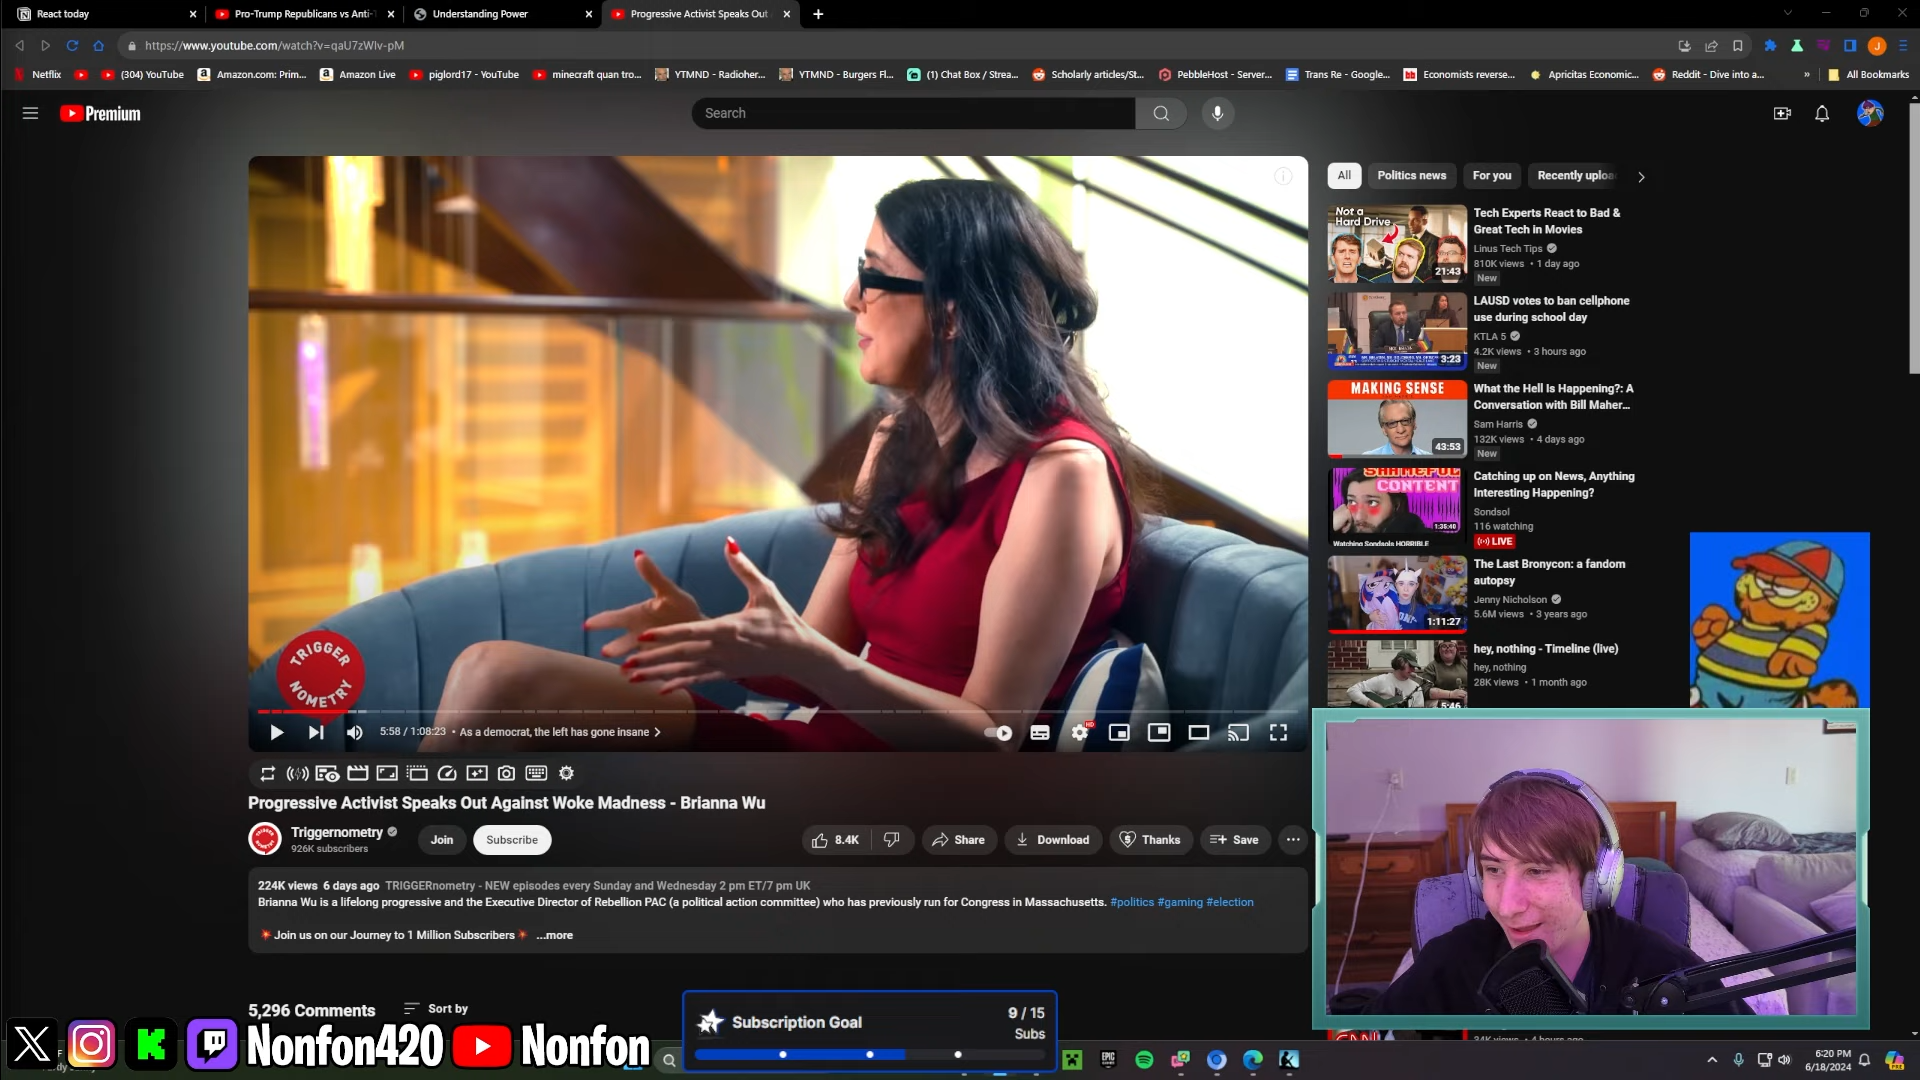 React today
Pro-Trump Republicans vs Anti-T
Understanding Power
Progressive Activist Speaks Out
https://www.youtube.com/watch?v=qaU7zWIv-pM
Netflix
(304) YouTube
Amazon.com: Prim...
Amazon Live
piglord17 - YouTube
minecraft quan tro...
YTMND - Radioher...
YTMND - Burgers Fl...
(1) Chat Box / Strea...
Scholarly articles/St...
PebbleHost - Server...
Trans Re - Google...
Economists reverse...
Apricitas Economic...
Reddit - Dive into a...
All Bookmarks
Premium
Search
TRIGGER
NOMETRY
5:58 / 1:08:23 • As a democrat, the left has gone insane
HD
Progressive Activist Speaks Out Against Woke Madness - Brianna Wu
Triggernometry
926K subscribers
Join
Subscribe
8.4K
Share
Download
Thanks
Save
224K views 6 days ago TRIGGERnometry - NEW episodes every Sunday and Wednesday 2 pm ET/7 pm UK
Brianna Wu is a lifelong progressive and the Executive Director of Rebellion PAC (a political action committee) who has previously run for Congress in Massachusetts. #politics #gaming #election
Join us on our Journey to 1 Million Subscribers ...more
5,296 Comments
Sort by
All
Politics news
For you
Recently uploa
Not a
Hard Drive
21:43
Tech Experts React to Bad &
Great Tech in Movies
Linus Tech Tips
810K views • 1 day ago
New
3:23
LAUSD votes to ban cellphone
use during school day
KTLA 5
4.2K views • 3 hours ago
New
MAKING SENSE
43:53
What the Hell Is Happening?: A
Conversation with Bill Maher...
Sam Harris
132K views • 4 days ago
New
SHAMEFUL
CONTENT
1:36:40
Watching Sondsols HORRIBLE
Catching up on News, Anything
Interesting Happening?
Sondsol
116 watching
LIVE
1:11:27
The Last Bronycon: a fandom
autopsy
Jenny Nicholson
5.6M views • 3 years ago
5:46
hey, nothing - Timeline (live)
hey, nothing
28K views • 1 month ago
Nonfon420
Nonfon
Subscription Goal
9 / 15
Subs
EPIC
6:20 PM
6/18/2024